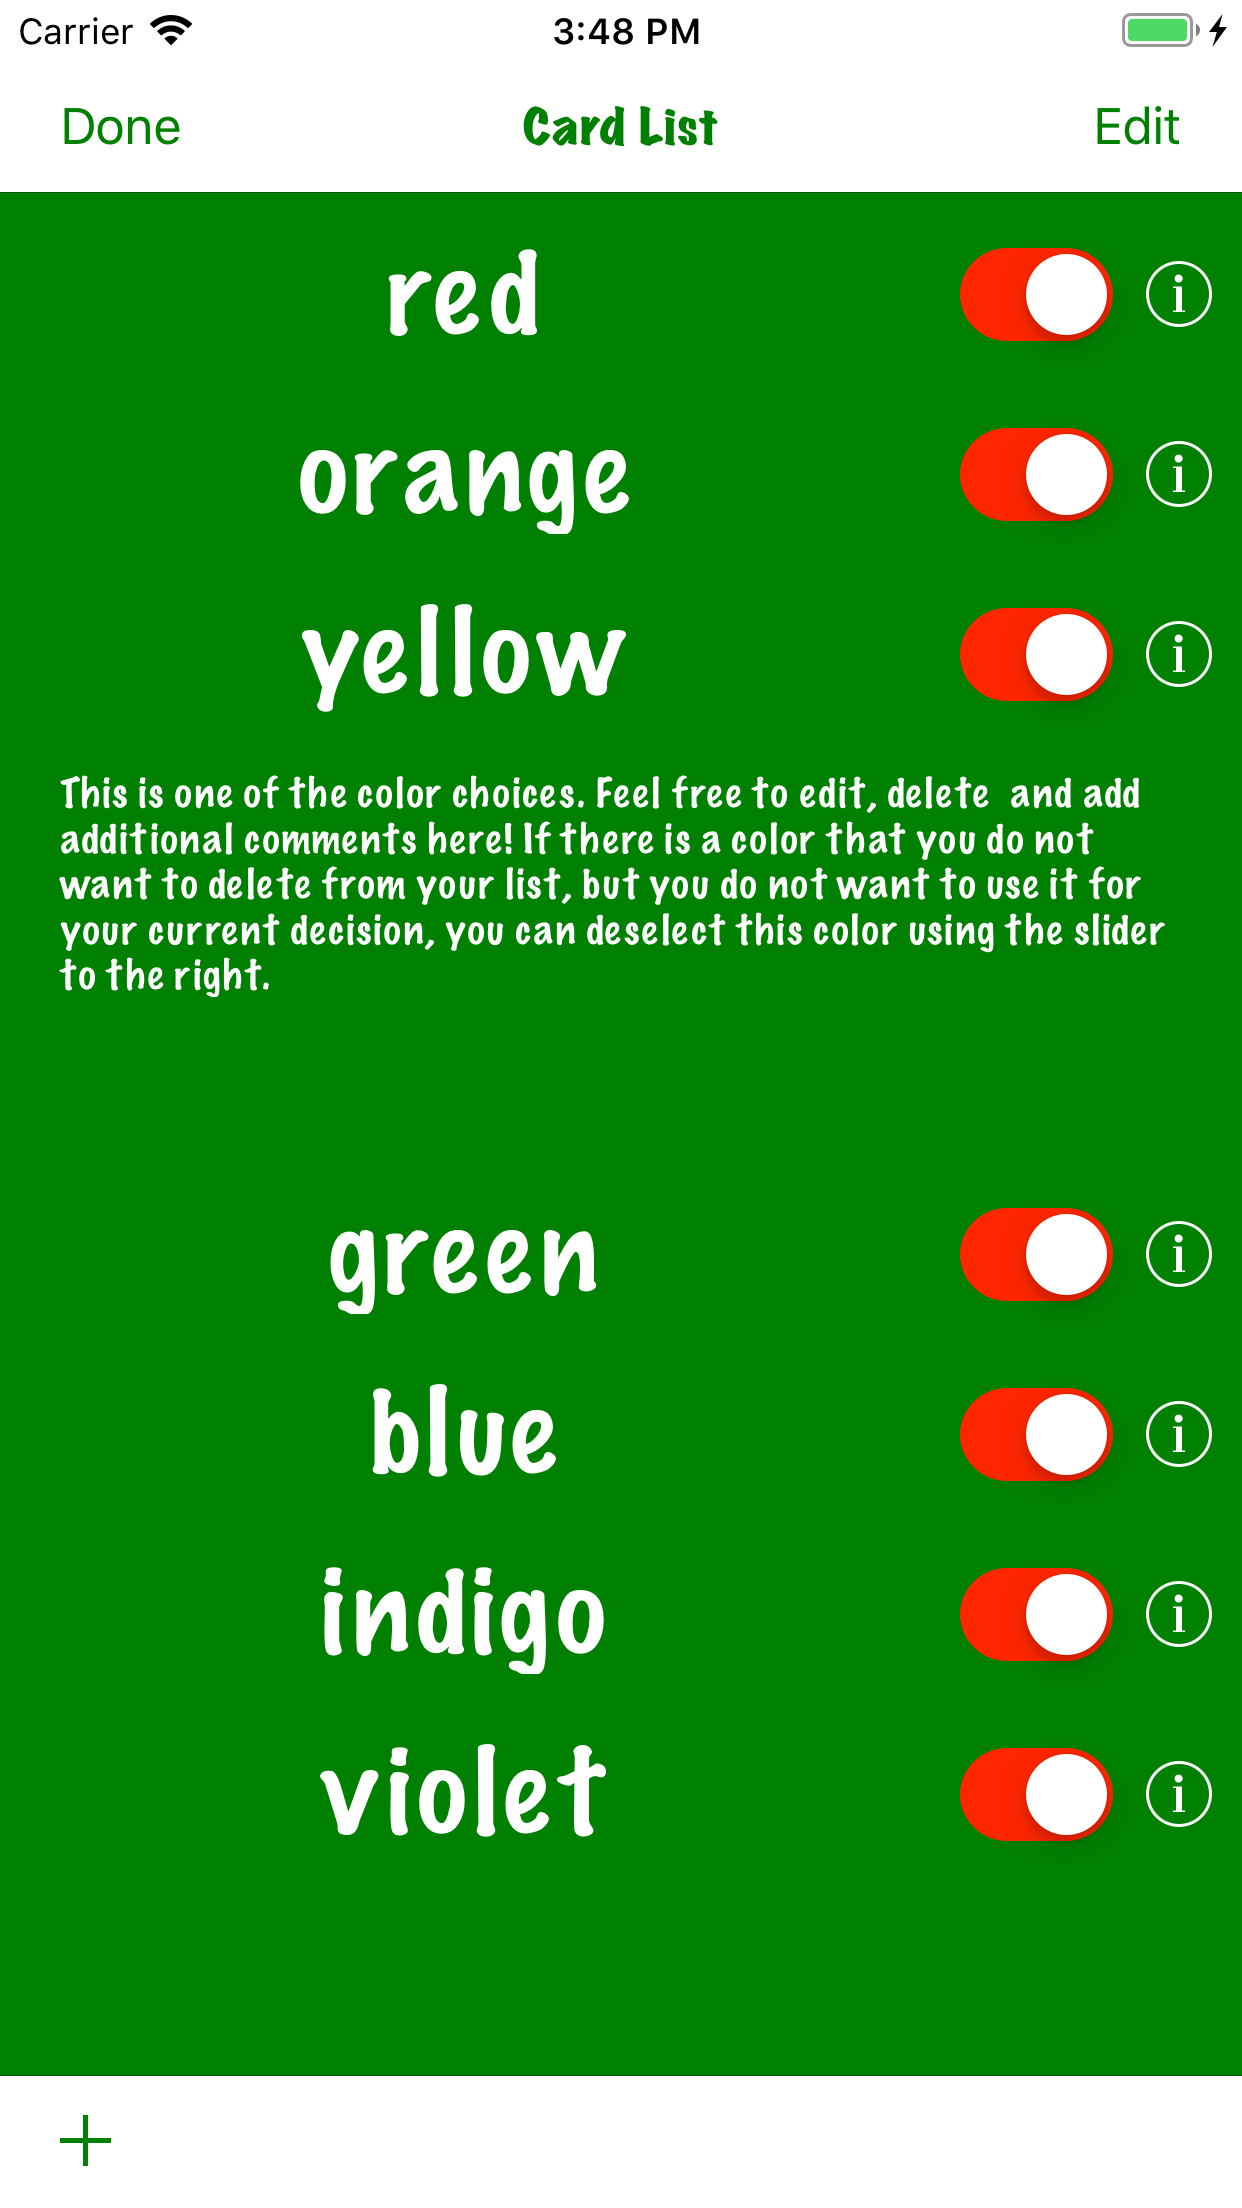 Carrier 3:48 PM
Done Card List Edit
red
orange
yellow
This is one of the color choices. Feel free to edit, delete  and add
additional comments here! If there is a color that you do not
want to delete from your list, but you do not want to use it for
your current decision, you can deselect this color using the slider
to the right.
green
blue
indigo
violet